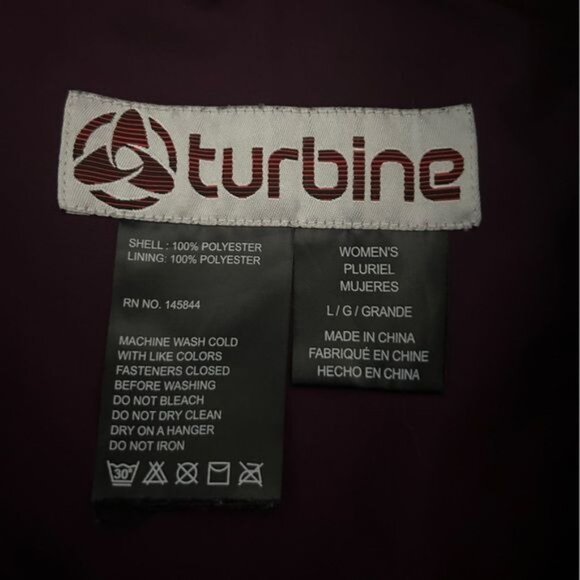 turbine
SHELL : 100% POLYESTER
LINING: 100% POLYESTER
RN NO. 145844
MACHINE WASH COLD
WITH LIKE COLORS
FASTENERS CLOSED
BEFORE WASHING
DO NOT BLEACH
DO NOT DRY CLEAN
DRY ON A HANGER
DO NOT IRON
30°
WOMEN'S
PLURIEL
MUJERES
L / G / GRANDE
MADE IN CHINA
FABRIQUÉ EN CHINE
HECHO EN CHINA